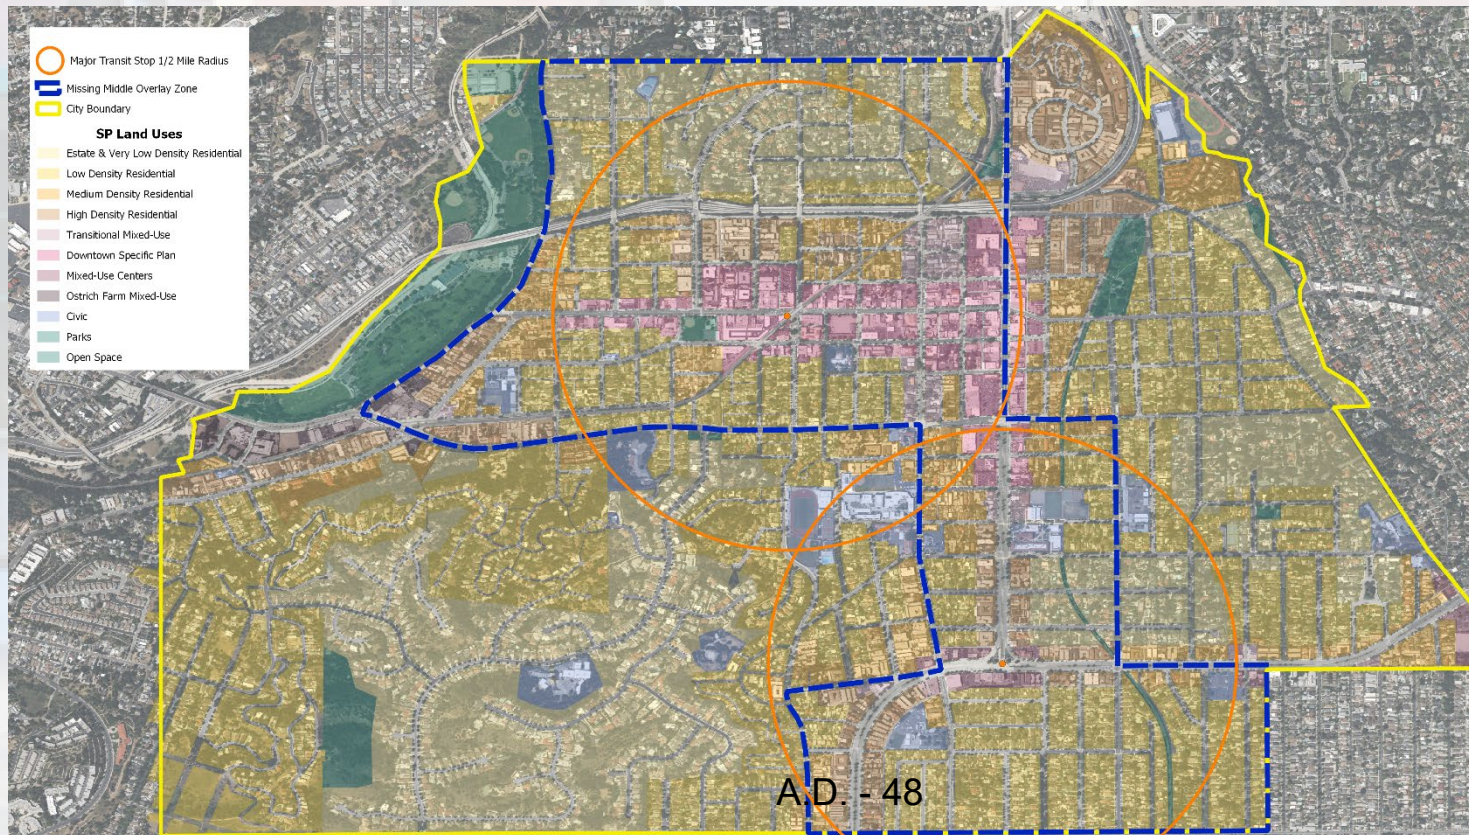 Major Transit Stop 1/2 Mile Radius
Missing Middle Overlay Zone
City Boundary
SP Land Uses
Estate & Very Low Density Residential
Low Density Residential
Medium Density Residential
High Density Residential
Transitional Mixed-Use
Downtown Specific Plan
Mixed-Use Centers
Ostrich Farm Mixed-Use
Civic
Parks
Open Space
A.D. - 48